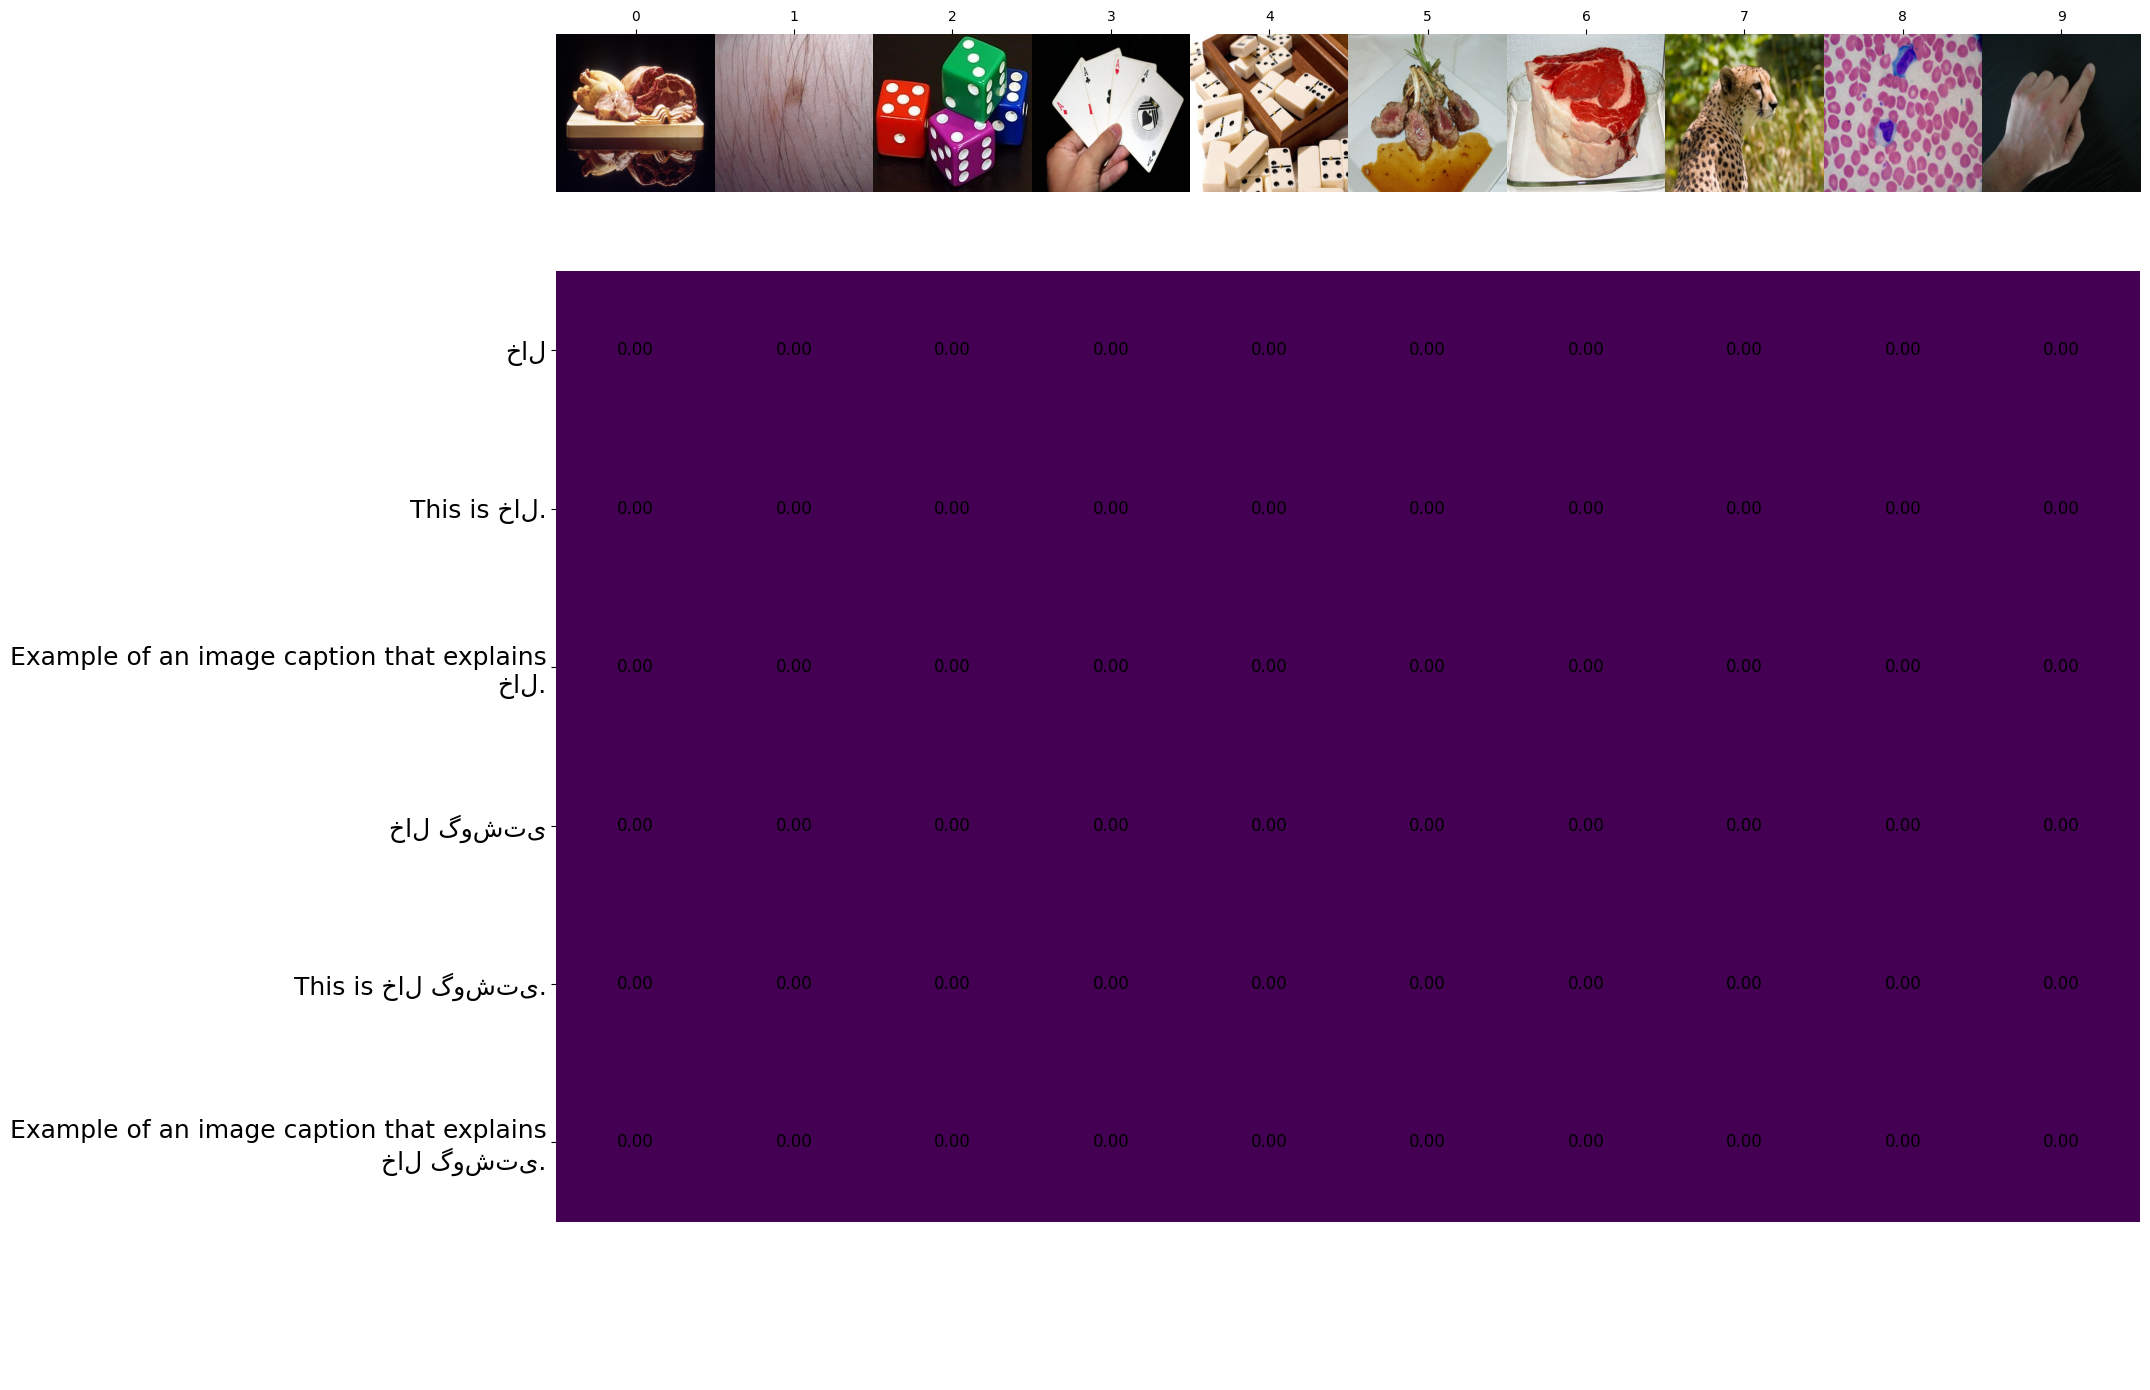 0 1 2 3 4 5 6 7 8 9
خال 0.00 0.00 0.00 0.00 0.00 0.00 0.00 0.00 0.00 0.00
This is خال. 0.00 0.00 0.00 0.00 0.00 0.00 0.00 0.00 0.00 0.00
Example of an image caption that explains
خال. 0.00 0.00 0.00 0.00 0.00 0.00 0.00 0.00 0.00 0.00
خال گوشتی 0.00 0.00 0.00 0.00 0.00 0.00 0.00 0.00 0.00 0.00
This is خال گوشتی. 0.00 0.00 0.00 0.00 0.00 0.00 0.00 0.00 0.00 0.00
Example of an image caption that explains
خال گوشتی. 0.00 0.00 0.00 0.00 0.00 0.00 0.00 0.00 0.00 0.00